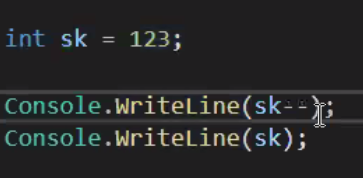 int sk = 123;
Console.WriteLine(sk--);
Console.WriteLine(sk);